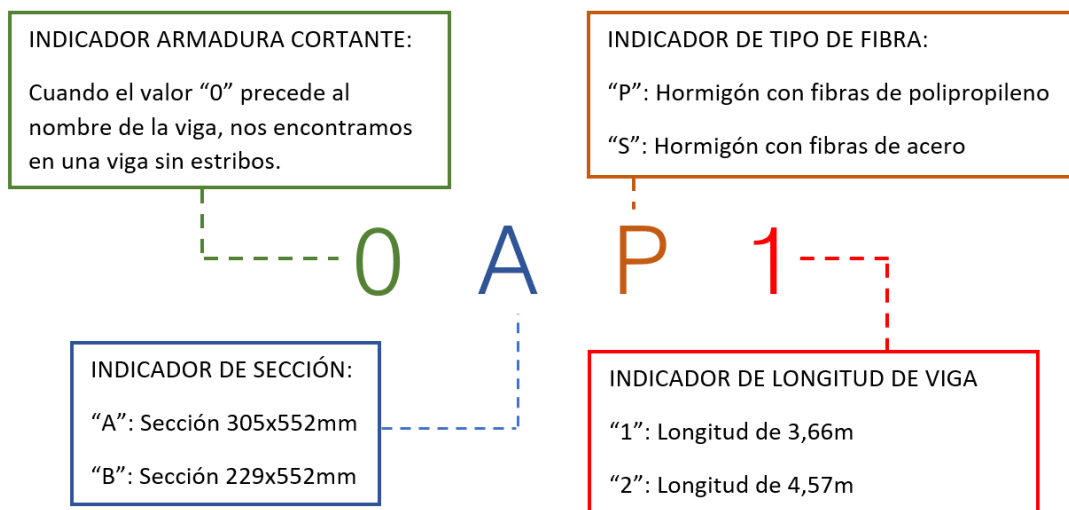 INDICADOR ARMADURA CORTANTE:
Cuando el valor “0” precede al
nombre de la viga, nos encontramos
en una viga sin estribos.
INDICADOR DE TIPO DE FIBRA:
“P”: Hormigón con fibras de polipropileno
“S”: Hormigón con fibras de acero
0 A P 1
INDICADOR DE SECCIÓN:
“A”: Sección 305x552mm
“B”: Sección 229x552mm
INDICADOR DE LONGITUD DE VIGA
“1”: Longitud de 3,66m
“2”: Longitud de 4,57m